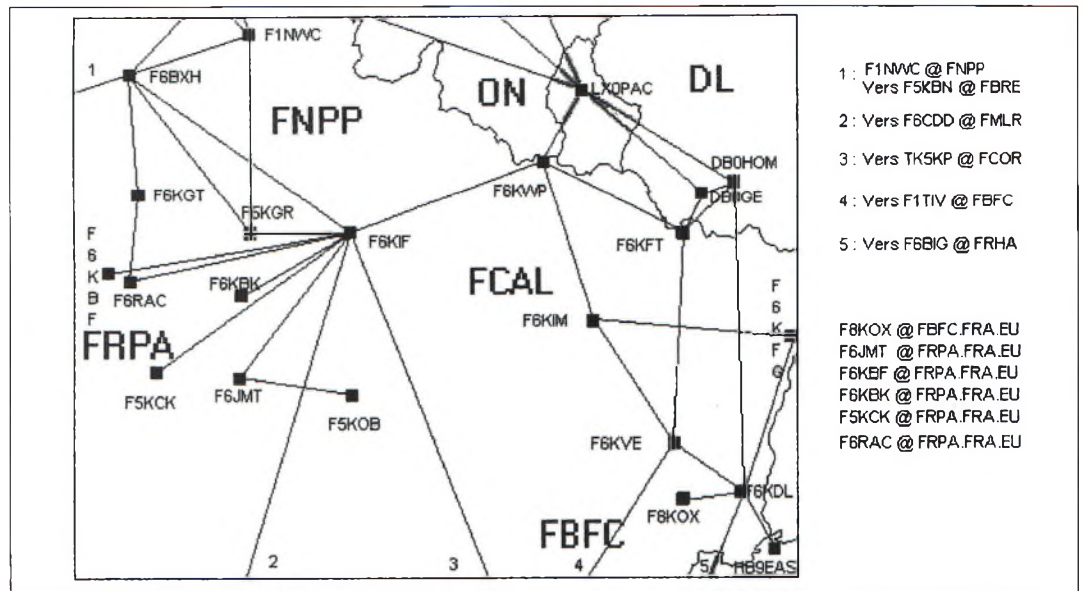 F1NWC
1
F6BXH
FNPP
ON
LX0PAC
DL
DB0HOM
F6KWP
DB0GE
F6KGT
F5KGR
F6KIF
F6KFT
F6KBF
F6RAC
F6KBK
FCAL
F6KIM
F6KFG
FRPA
F5KCK
F6JMT
F5KOB
F6KVE
F6KDL
F8KOX
FBFC
2
3
4
5
HB9EAS
1 : F1NWC @ FNPP
Vers F5KBN @ FBRE
2 : Vers F6CDD @ FMLR
3 : Vers TK5KP @ FCOR
4 : Vers F1TIV @ FBFC
5 : Vers F6BIG @ FRHA
F8KOX @ FBFC.FRA.EU
F6JMT @ FRPA.FRA.EU
F6KBF @ FRPA.FRA.EU
F6KBK @ FRPA.FRA.EU
F5KCK @ FRPA.FRA.EU
F6RAC @ FRPA.FRA.EU